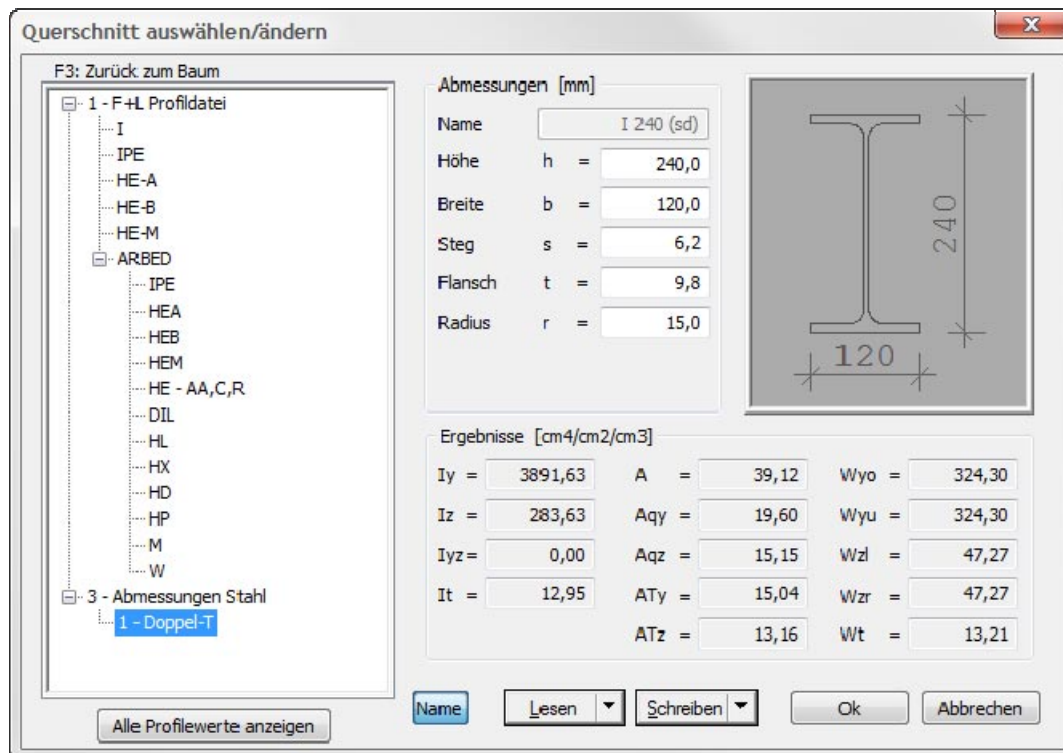 Querschnitt auswählen/ändern
X
F3: Zurück zum Baum
1 - F+L Profildatei
I
IPE
HE-A
HE-B
HE-M
ARBED
IPE
HEA
HEB
HEM
HE - AA,C,R
DIL
HL
HX
HD
HP
M
W
3 - Abmessungen Stahl
1 - Doppel-T
Alle Profilewerte anzeigen
Abmessungen [mm]
Name I 240 (sd)
Höhe h = 240,0
Breite b = 120,0
Steg s = 6,2
Flansch t = 9,8
Radius r = 15,0
240
120
Ergebnisse [cm4/cm2/cm3]
Iy = 3891,63 A = 39,12 Wyo = 324,30
Iz = 283,63 Aqy = 19,60 Wyu = 324,30
Iyz = 0,00 Aqz = 15,15 Wzl = 47,27
It = 12,95 ATy = 15,04 Wzr = 47,27
ATz = 13,16 Wt = 13,21
Name Lesen Schreiben Ok Abbrechen